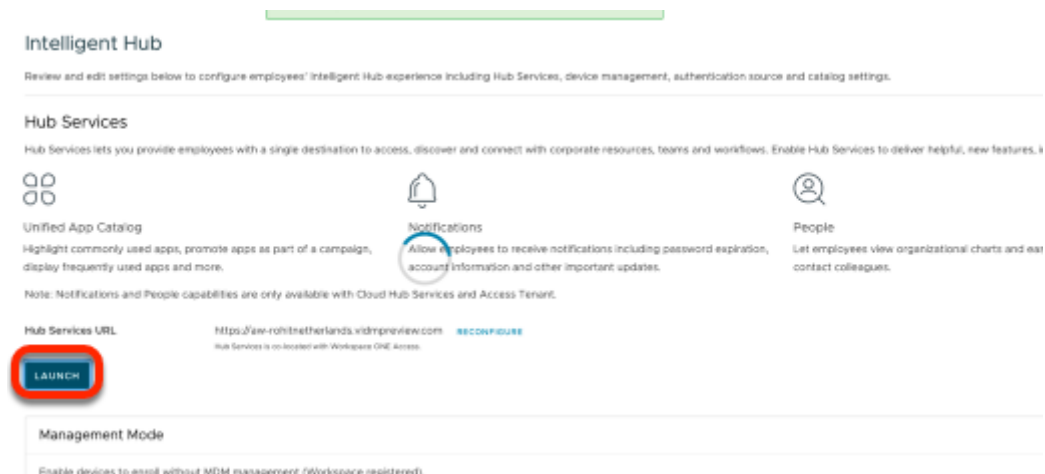 Intelligent Hub
Review and edit settings below to configure employees' Intelligent Hub experience including Hub Services, device management, authentication source and catalog settings.
Hub Services
Hub Services lets you provide employees with a single destination to access, discover and connect with corporate resources, teams and workflows. Enable Hub Services to deliver helpful, new features,
Unified App Catalog
Highlight commonly used apps, promote apps as part of a campaign,
display frequently used apps and more.
Notifications
Allow employees to receive notifications including password expiration,
account information and other important updates.
People
Let employees view organizational charts and
contact colleagues.
Note: Notifications and People capabilities are only available with Cloud Hub Services and Access Tenant.
Hub Services URL
https://aw-rohitnetherlands.vidmpreview.com RECONFIGURE
Hub Services is co-located with Workspace ONE Access.
LAUNCH
Management Mode
Enable devices to enroll without MDM management (Workspace registered).